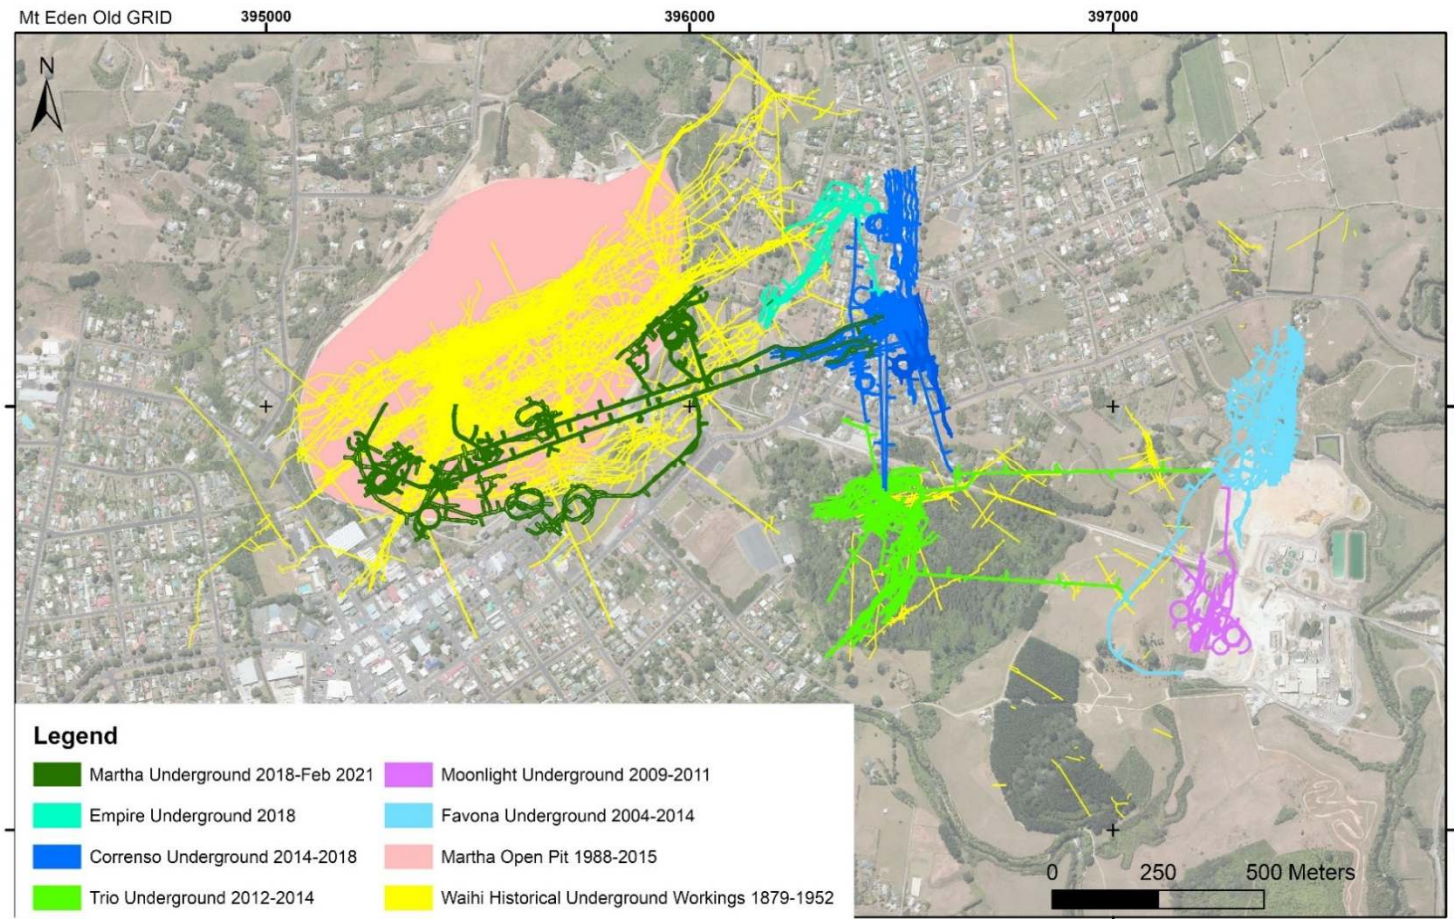 Mt Eden Old GRID
395000
396000
397000
N
Legend
Martha Underground 2018-Feb 2021
Empire Underground 2018
Correnso Underground 2014-2018
Trio Underground 2012-2014
Moonlight Underground 2009-2011
Favona Underground 2004-2014
Martha Open Pit 1988-2015
Waihi Historical Underground Workings 1879-1952
0 250 500 Meters